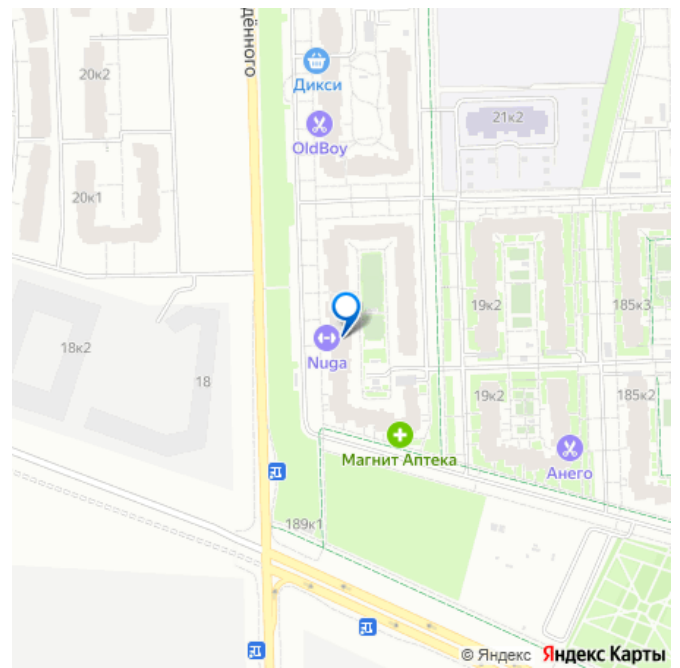 дённого
20к2
Дикси
OldBoy
21к2
20к1
19к2
185к3
18к2
Nuga
18
19к2
185к2
Магнит Аптека
Анего
189к1
© Яндекс Яндекс Карты